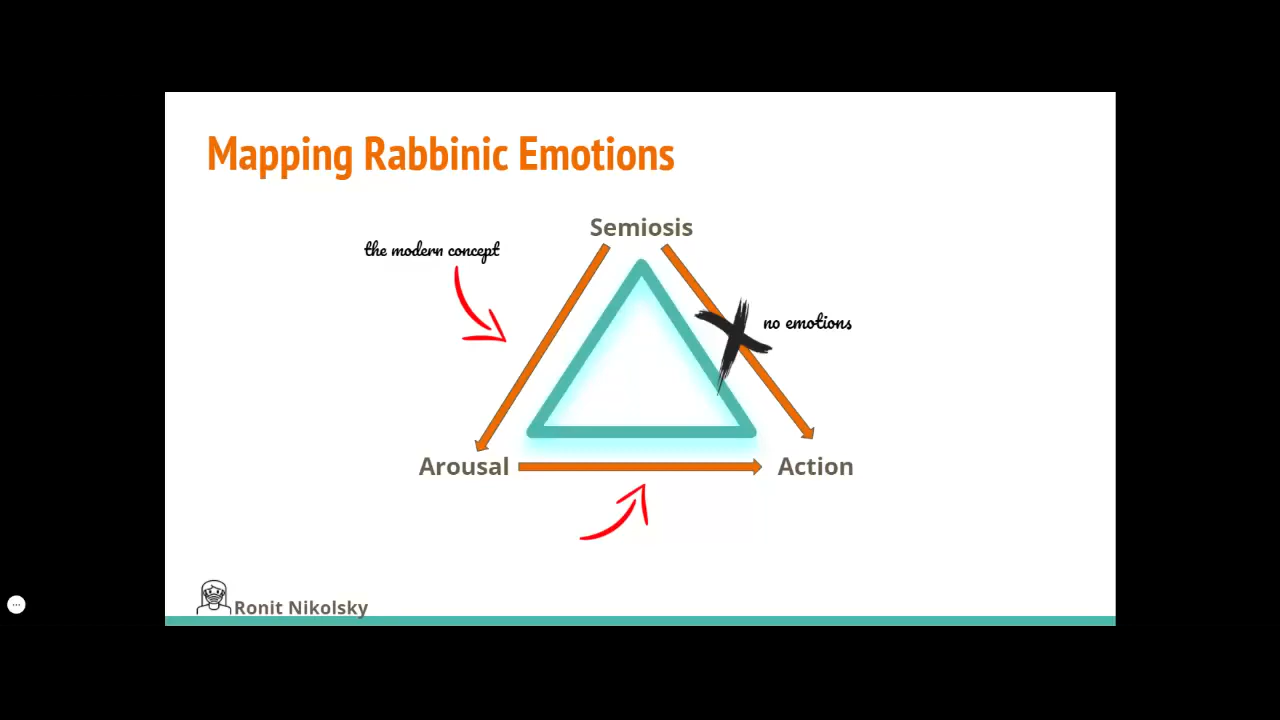 Mapping Rabbinic Emotions
Semiosis
the modern concept
no emotions
Arousal
Action
Ronit Nikolsky